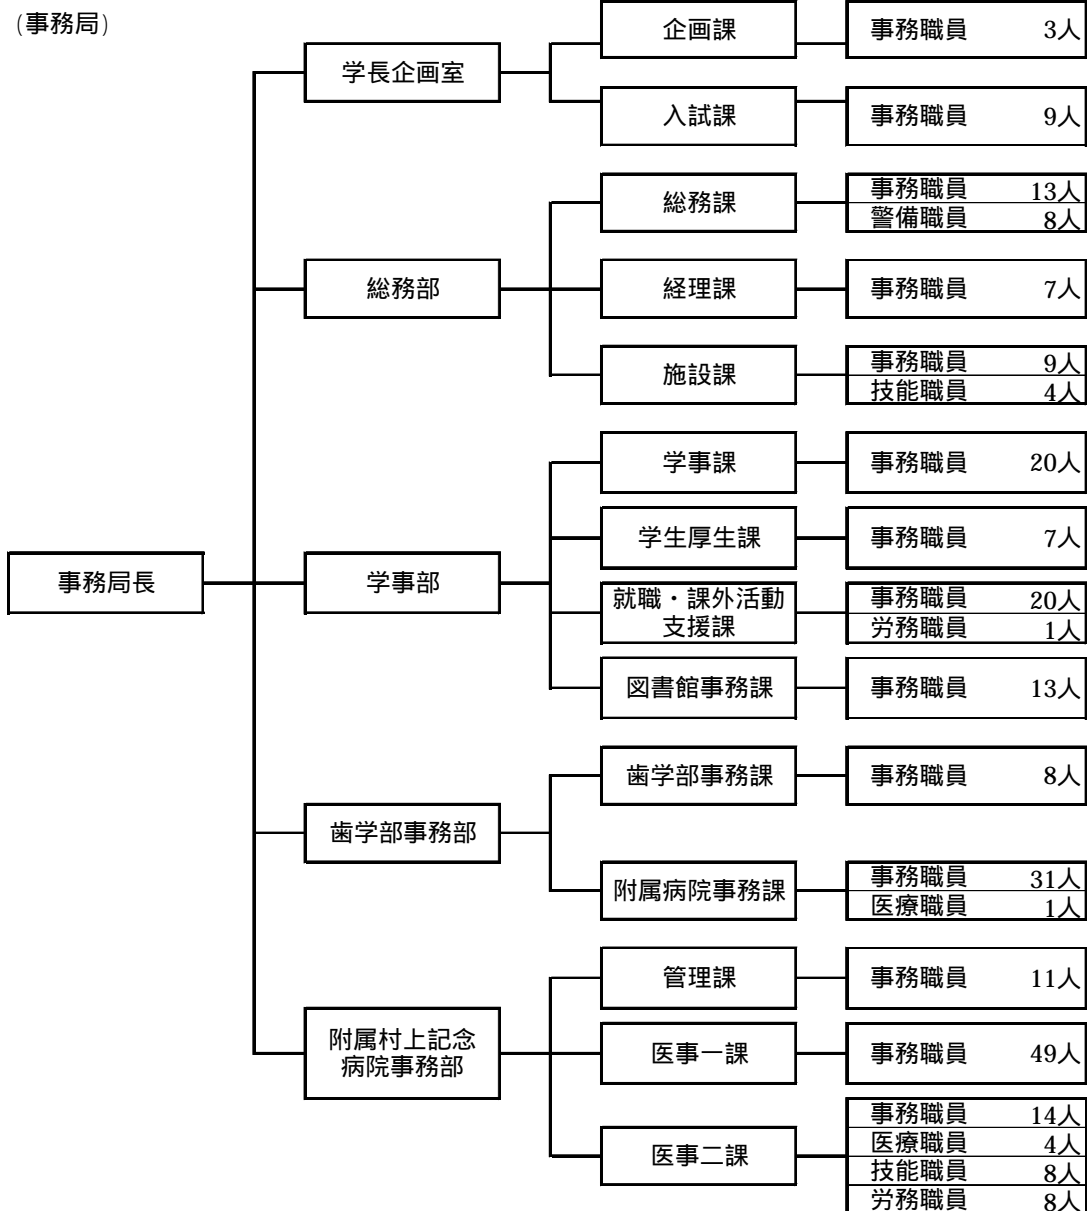 (事務局)
企画課
事務職員 3人
学長企画室
入試課
事務職員 9人
総務課
事務職員 13人
警備職員 8人
総務部
経理課
事務職員 7人
施設課
事務職員 9人
技能職員 4人
学事課
事務職員 20人
学生厚生課
事務職員 7人
事務局長
学事部
就職・課外活動
支援課
事務職員 20人
労務職員 1人
図書館事務課
事務職員 13人
歯学部事務課
事務職員 8人
歯学部事務部
附属病院事務課
事務職員 31人
医療職員 1人
管理課
事務職員 11人
附属村上記念
病院事務部
医事一課
事務職員 49人
医事二課
事務職員 14人
医療職員 4人
技能職員 8人
労務職員 8人